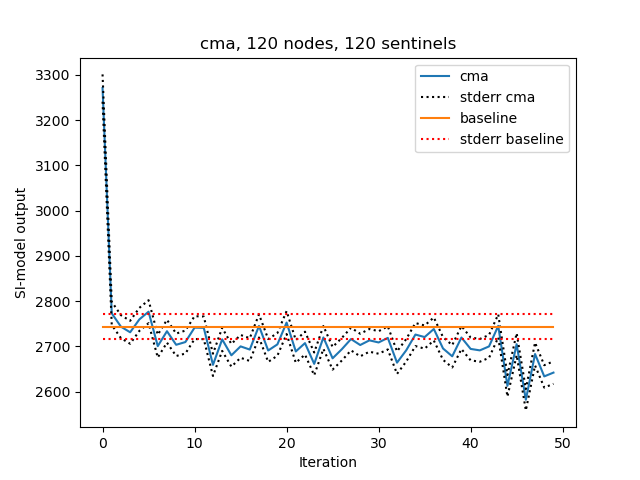 cma, 120 nodes, 120 sentinels
3300
3200
3100
3000
2900
2800
2700
2600
SI-model output
cma
stderr cma
baseline
stderr baseline
0 10 20 30 40 50
Iteration